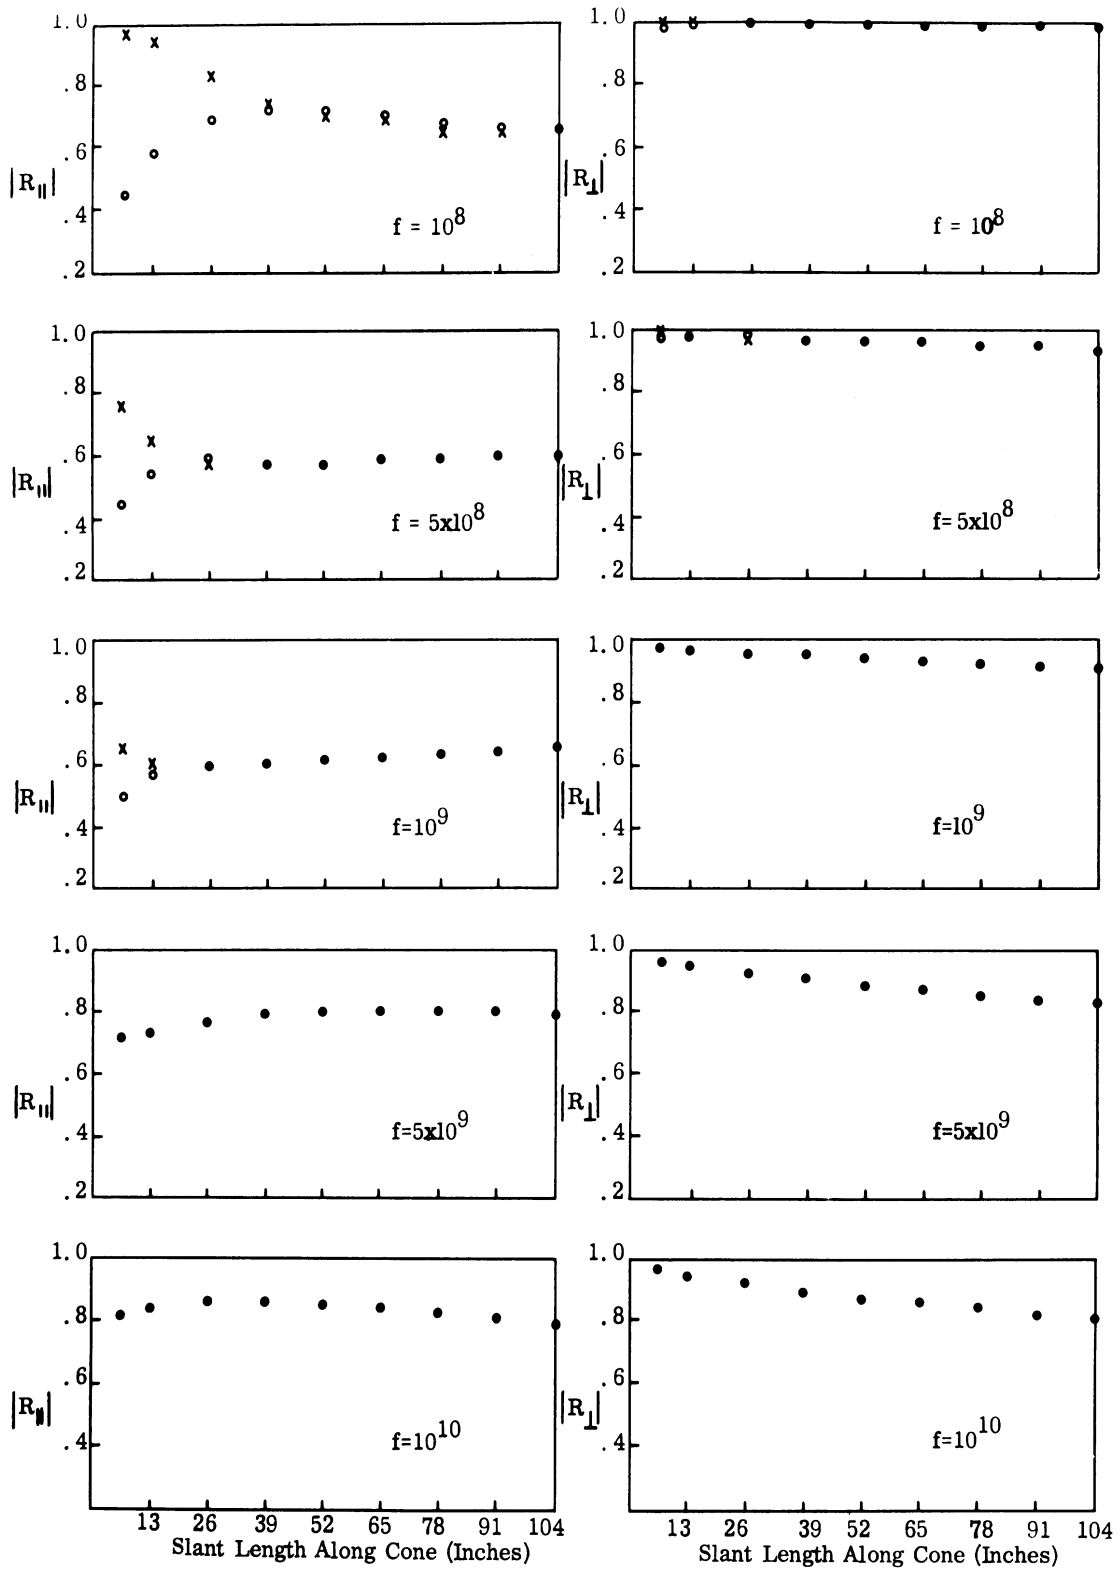 1.0
.8
.6
|R||| 
.4
.2
f = 10^8
1.0
.8
.6
|R⊥|
.4
.2
f = 10^8
1.0
.8
.6
|R|||
.4
.2
f = 5x10^8
1.0
.8
.6
|R⊥|
.4
.2
f=5x10^8
1.0
.8
.6
|R|||
.4
.2
f=10^9
1.0
.8
.6
|R⊥|
.4
.2
f=10^9
1.0
.8
.6
|R|||
.4
.2
f=5x10^9
1.0
.8
.6
|R⊥|
.4
.2
f=5x10^9
1.0
.8
.6
|R|||
.4
f=10^10
13 26 39 52 65 78 91 104
Slant Length Along Cone (Inches)
1.0
.8
.6
|R⊥|
.4
f=10^10
13 26 39 52 65 78 91 104
Slant Length Along Cone (Inches)